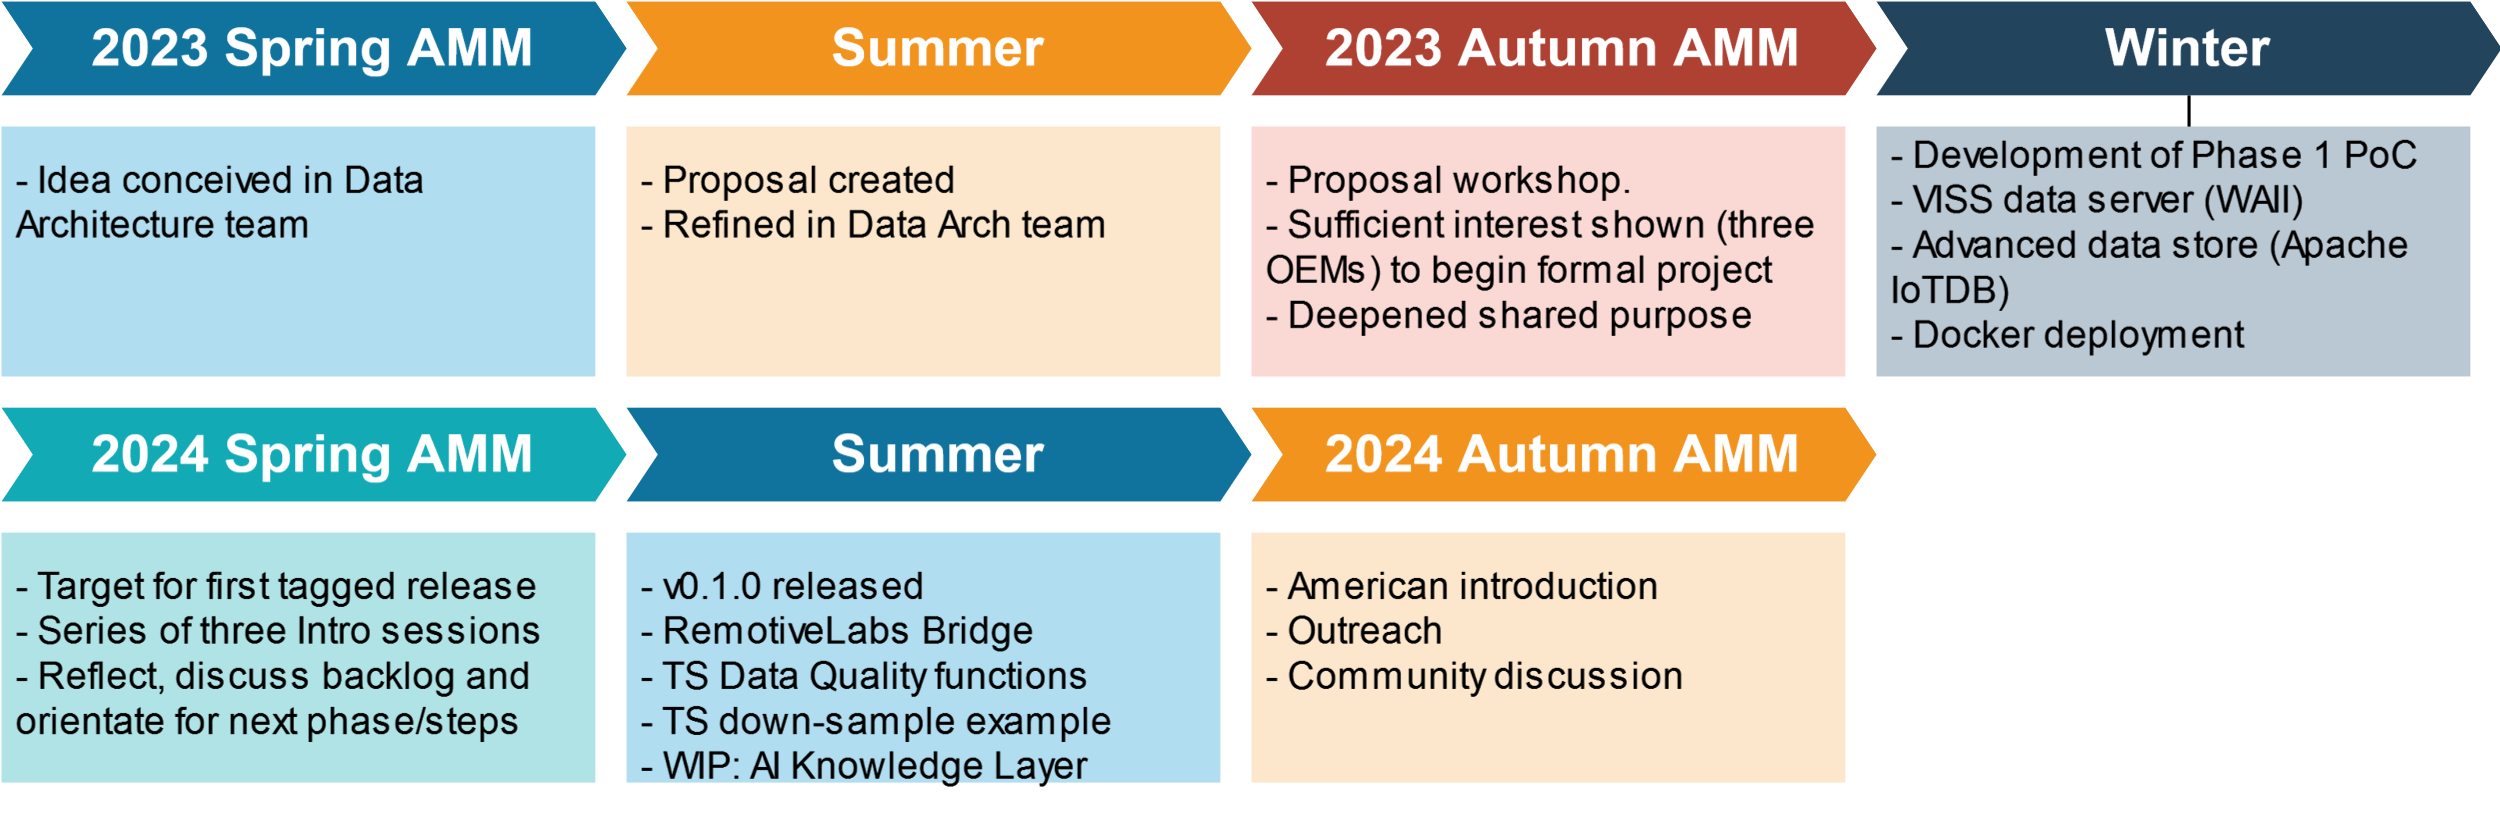 2023 Spring AMM
- Idea conceived in Data
Architecture team
Summer
- Proposal created
- Refined in Data Arch team
2023 Autumn AMM
- Proposal workshop.
- Sufficient interest shown (three
OEMs) to begin formal project
- Deepened shared purpose
Winter
- Development of Phase 1 PoC
- VISS data server (WAII)
- Advanced data store (Apache
IoTDB)
- Docker deployment
2024 Spring AMM
- Target for first tagged release
- Series of three Intro sessions
- Reflect, discuss backlog and
orientate for next phase/steps
Summer
- v0.1.0 released
- RemotiveLabs Bridge
- TS Data Quality functions
- TS down-sample example
- WIP: AI Knowledge Layer
2024 Autumn AMM
- American introduction
- Outreach
- Community discussion